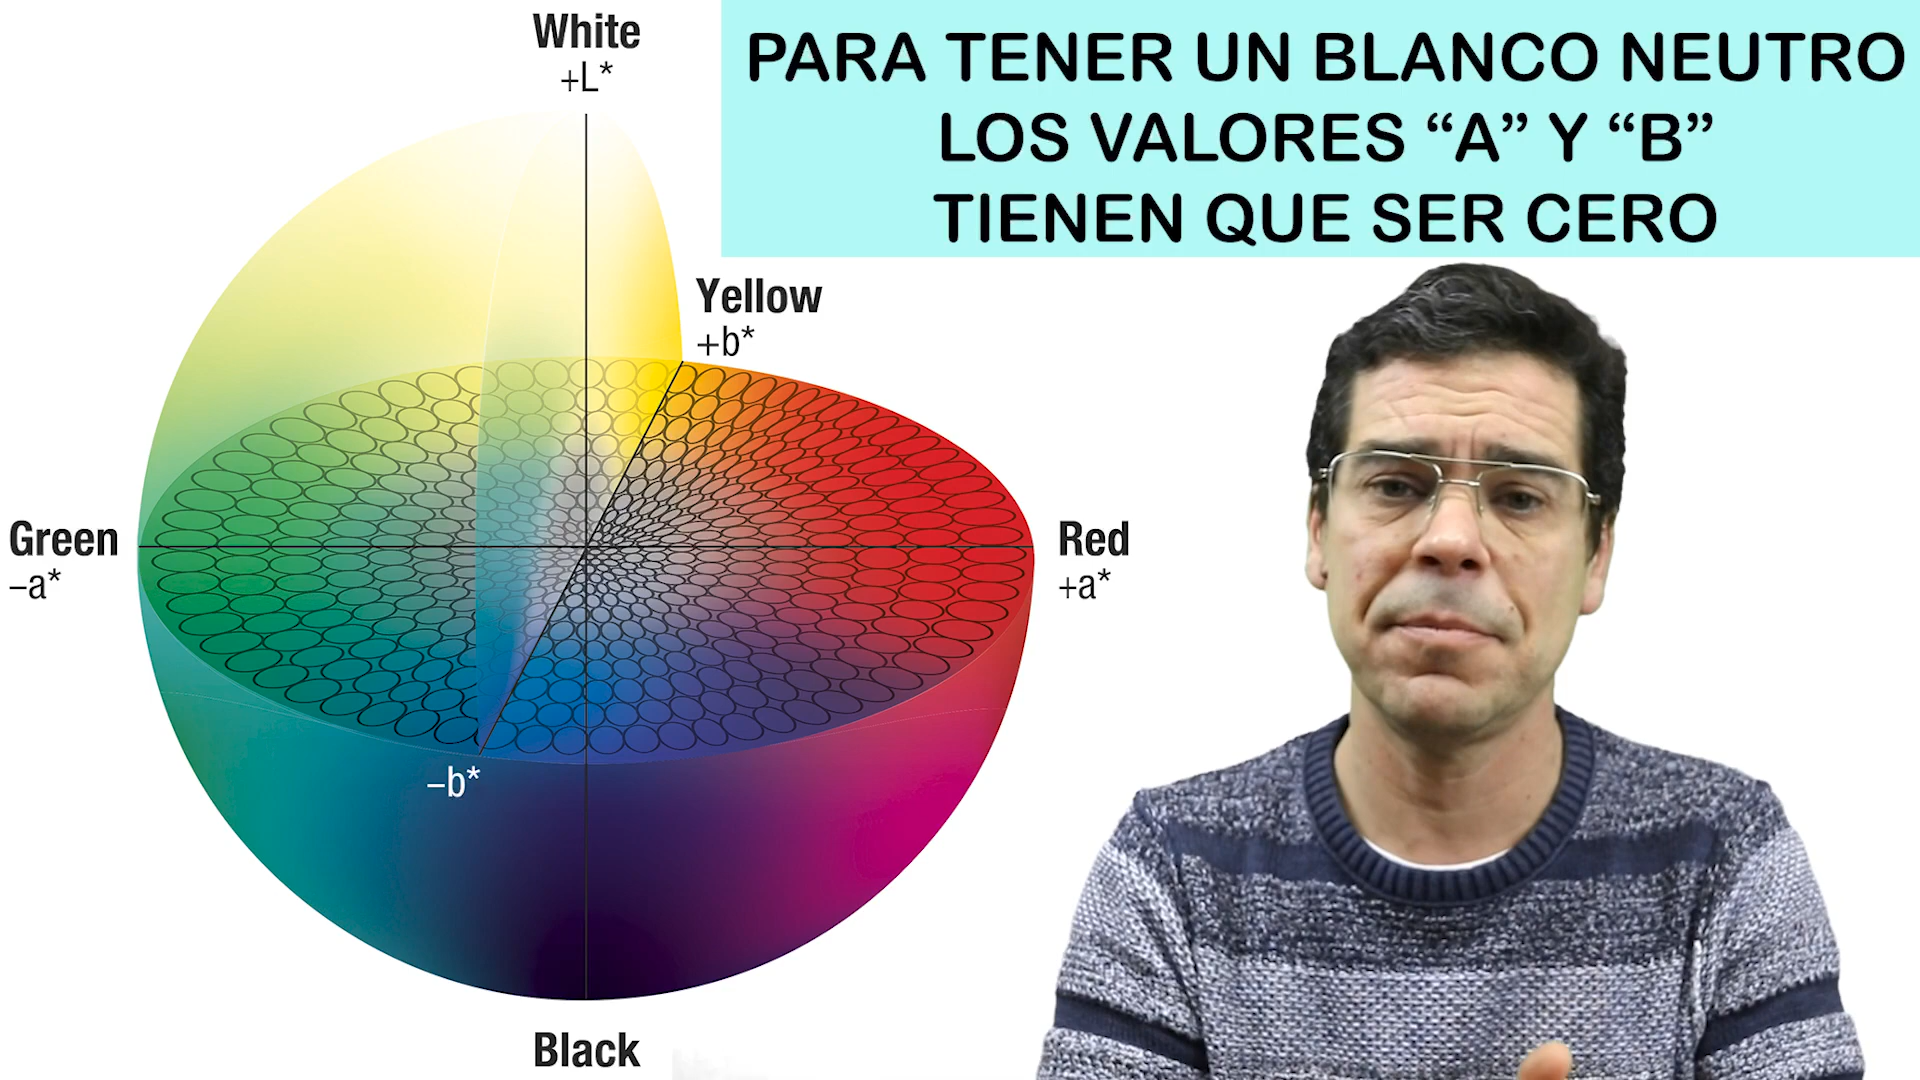 White
+L*
PARA TENER UN BLANCO NEUTRO
LOS VALORES “A” Y “B”
TIENEN QUE SER CERO
Yellow
+b*
Green
–a*
Red
+a*
–b*
Black